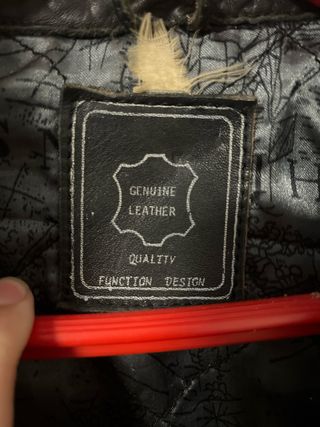 GENUINE
LEATHER
QUALITY
FUNCTION DESIGN